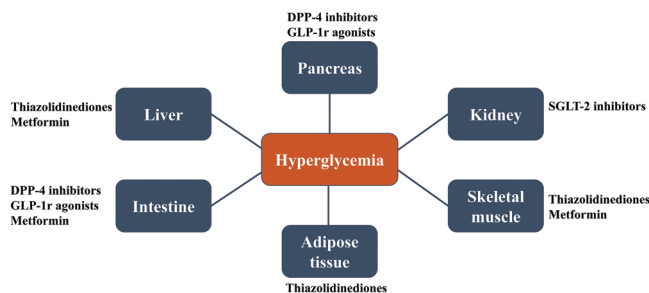 DPP-4 inhibitors
GLP-1r agonists
Pancreas
Thiazolidinediones
Metformin
Liver
Kidney
SGLT-2 inhibitors
Hyperglycemia
DPP-4 inhibitors
GLP-1r agonists
Metformin
Intestine
Skeletal
muscle
Thiazolidinediones
Metformin
Adipose
tissue
Thiazolidinediones